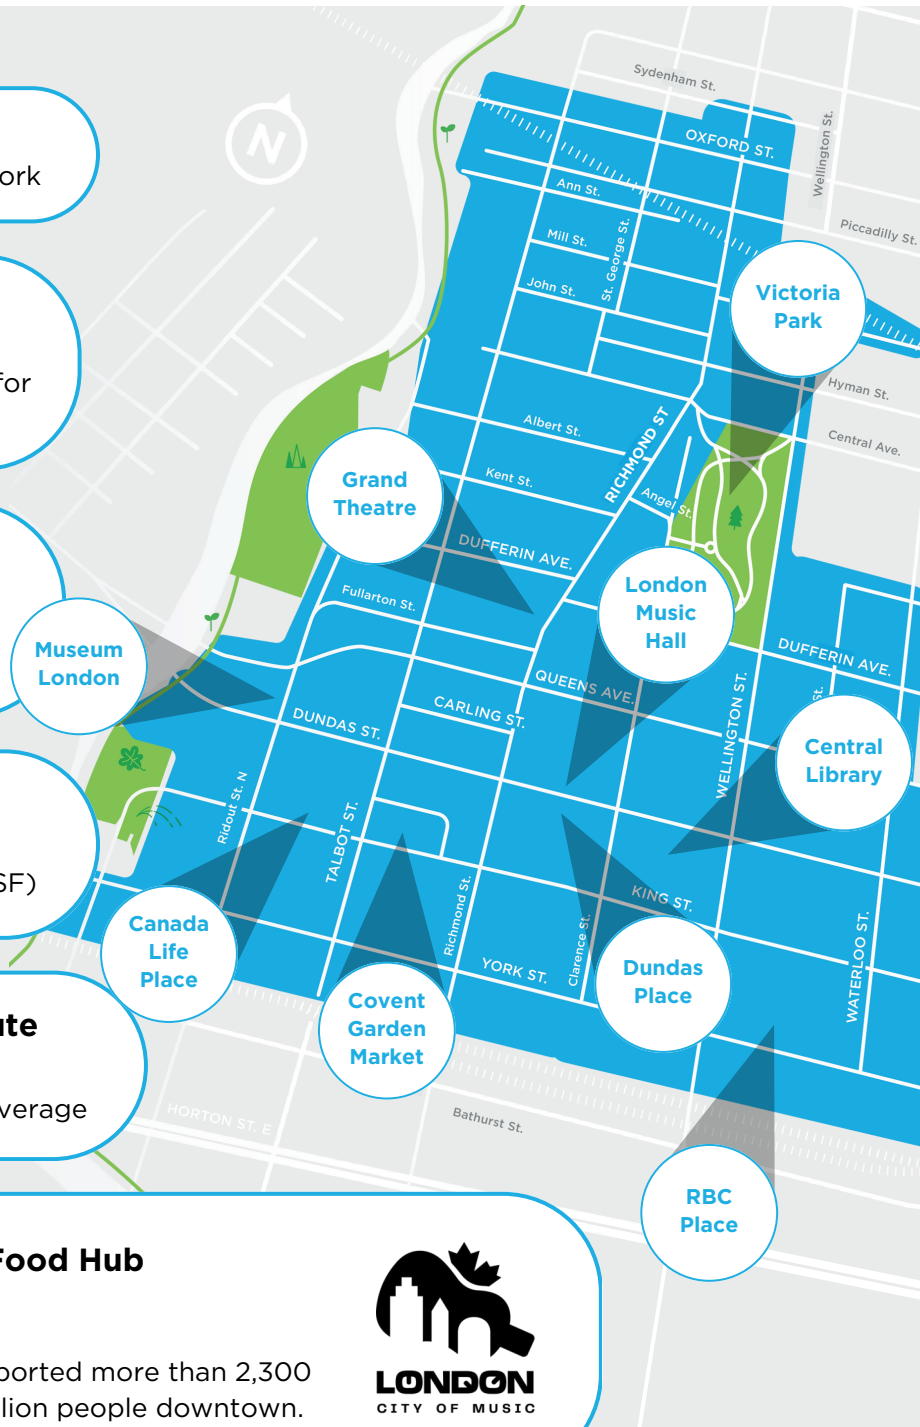 Sydenham St.
OXFORD ST.
Wellington St.
ork
Ann St.
Piccadilly St.
Mill St.
St. George St.
John St.
N
Victoria
Park
for
Hyman St.
Albert St.
RICHMOND ST
Central Ave.
Grand
Theatre
Kent St.
Angel St.
DUFFERIN AVE.
Fullarton St.
London
Music
Hall
Museum
London
DUFFERIN AVE.
QUEENS AVE.
St.
WELLINGTON ST.
CARLING ST.
DUNDAS ST.
Central
Library
Ridout St. N
TALBOT ST.
SF)
KING ST.
Richmond St.
Clarence St.
WATERLOO ST.
Canada
Life
Place
YORK ST.
Dundas
Place
Covent
Garden
Market
ute
verage
HORTON ST. E
Bathurst St.
RBC
Place
Food Hub
ported more than 2,300
llion people downtown.
LONDON
CITY OF MUSIC